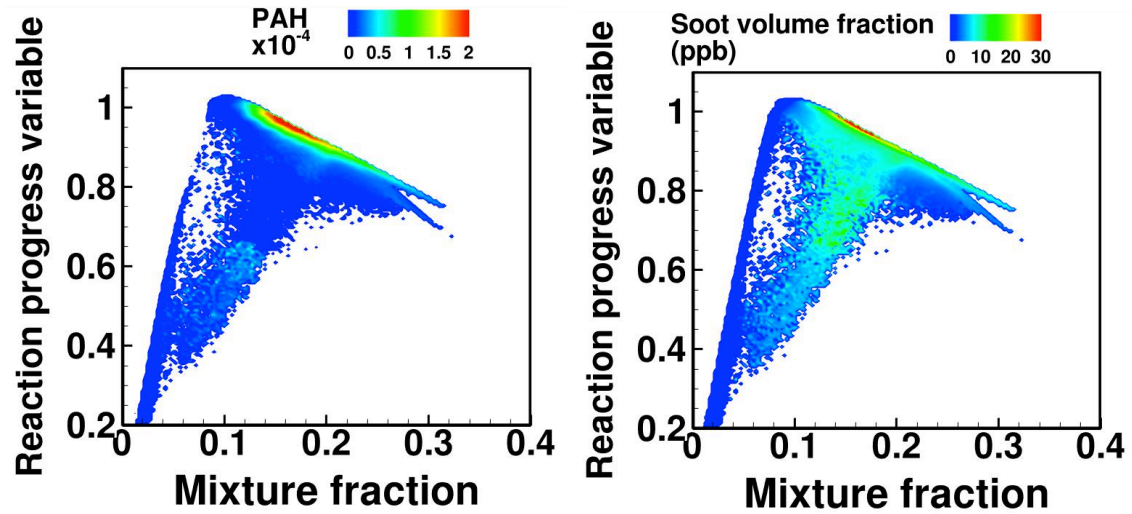 PAH
x10-4
0 0.5 1 1.5 2
Reaction progress variable
1
0.8
0.6
0.4
0.2
0 0.1 0.2 0.3 0.4
Mixture fraction
Soot volume fraction
(ppb)
0 10 20 30
Reaction progress variable
1
0.8
0.6
0.4
0.2
0 0.1 0.2 0.3 0.4
Mixture fraction